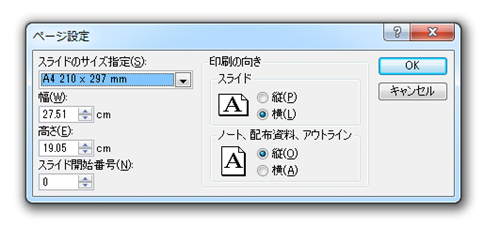 ページ設定
スライドのサイズ指定(S):
A4 210 x 297 mm
幅(W):
27.51 cm
高さ(E):
19.05 cm
スライド開始番号(N):
0
印刷の向き
スライド
A
縦(P)
横(L)
ノート、配布資料、アウトライン
A
縦(O)
横(A)
OK
キャンセル